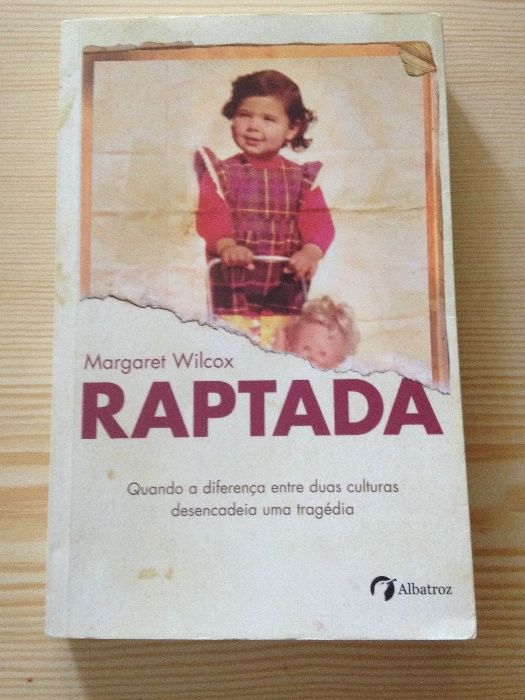 Margaret Wilcox
RAPTADA
Quando a diferença entre duas culturas
desencadeia uma tragédia
Albatroz